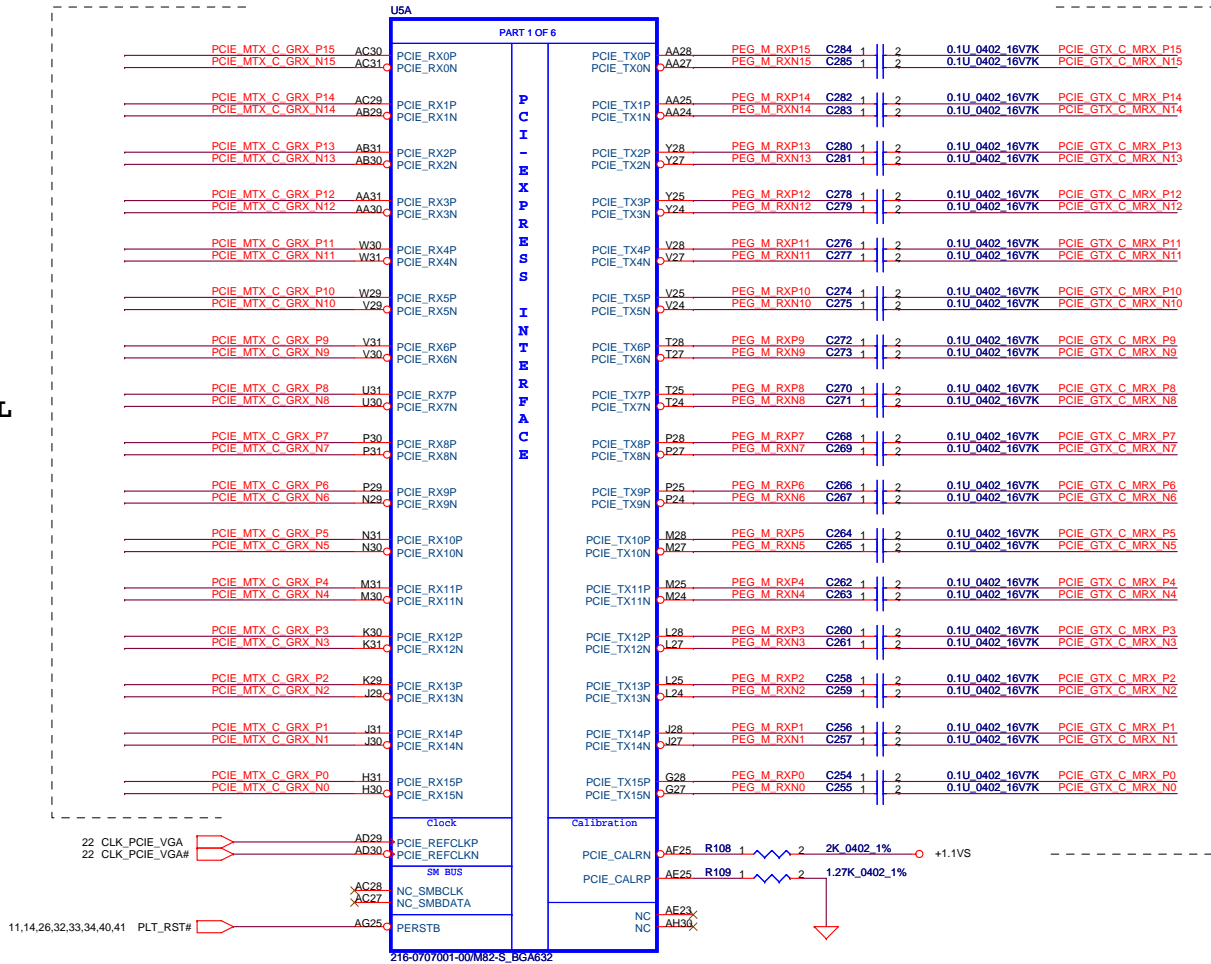 U5A
PART 1 OF 6
PCIE_MTX_C_GRX_P15 AC30 PCIE_RX0P PCIE_TX0P AA28 PEG_M_RXP15 C284 1 2 0.1U_0402_16V7K PCIE_GTX_C_MRX_P15
PCIE_MTX_C_GRX_N15 AC31 PCIE_RX0N PCIE_TX0N AA27 PEG_M_RXN15 C285 1 2 0.1U_0402_16V7K PCIE_GTX_C_MRX_N15
PCIE_MTX_C_GRX_P14 AC29 PCIE_RX1P PCIE_TX1P AA25 PEG_M_RXP14 C282 1 2 0.1U_0402_16V7K PCIE_GTX_C_MRX_P14
PCIE_MTX_C_GRX_N14 AB29 PCIE_RX1N PCIE_TX1N AA24 PEG_M_RXN14 C283 1 2 0.1U_0402_16V7K PCIE_GTX_C_MRX_N14
PCIE_MTX_C_GRX_P13 AB31 PCIE_RX2P PCIE_TX2P Y28 PEG_M_RXP13 C280 1 2 0.1U_0402_16V7K PCIE_GTX_C_MRX_P13
PCIE_MTX_C_GRX_N13 AB30 PCIE_RX2N PCIE_TX2N Y27 PEG_M_RXN13 C281 1 2 0.1U_0402_16V7K PCIE_GTX_C_MRX_N13
PCIE_MTX_C_GRX_P12 AA31 PCIE_RX3P PCIE_TX3P Y25 PEG_M_RXP12 C278 1 2 0.1U_0402_16V7K PCIE_GTX_C_MRX_P12
PCIE_MTX_C_GRX_N12 AA30 PCIE_RX3N PCIE_TX3N Y24 PEG_M_RXN12 C279 1 2 0.1U_0402_16V7K PCIE_GTX_C_MRX_N12
PCIE_MTX_C_GRX_P11 W30 PCIE_RX4P PCIE_TX4P V28 PEG_M_RXP11 C276 1 2 0.1U_0402_16V7K PCIE_GTX_C_MRX_P11
PCIE_MTX_C_GRX_N11 W31 PCIE_RX4N PCIE_TX4N V27 PEG_M_RXN11 C277 1 2 0.1U_0402_16V7K PCIE_GTX_C_MRX_N11
PCIE_MTX_C_GRX_P10 W29 PCIE_RX5P PCIE_TX5P V25 PEG_M_RXP10 C274 1 2 0.1U_0402_16V7K PCIE_GTX_C_MRX_P10
PCIE_MTX_C_GRX_N10 V29 PCIE_RX5N PCIE_TX5N V24 PEG_M_RXN10 C275 1 2 0.1U_0402_16V7K PCIE_GTX_C_MRX_N10
PCIE_MTX_C_GRX_P9 V31 PCIE_RX6P PCIE_TX6P T28 PEG_M_RXP9 C272 1 2 0.1U_0402_16V7K PCIE_GTX_C_MRX_P9
PCIE_MTX_C_GRX_N9 V30 PCIE_RX6N PCIE_TX6N T27 PEG_M_RXN9 C273 1 2 0.1U_0402_16V7K PCIE_GTX_C_MRX_N9
PCIE_MTX_C_GRX_P8 U31 PCIE_RX7P PCIE_TX7P T25 PEG_M_RXP8 C270 1 2 0.1U_0402_16V7K PCIE_GTX_C_MRX_P8
PCIE_MTX_C_GRX_N8 U30 PCIE_RX7N PCIE_TX7N T24 PEG_M_RXN8 C271 1 2 0.1U_0402_16V7K PCIE_GTX_C_MRX_N8
L
PCIE_MTX_C_GRX_P7 P30 PCIE_RX8P PCIE_TX8P P28 PEG_M_RXP7 C268 1 2 0.1U_0402_16V7K PCIE_GTX_C_MRX_P7
PCIE_MTX_C_GRX_N7 P31 PCIE_RX8N PCIE_TX8N P27 PEG_M_RXN7 C269 1 2 0.1U_0402_16V7K PCIE_GTX_C_MRX_N7
PCIE_MTX_C_GRX_P6 P29 PCIE_RX9P PCIE_TX9P P25 PEG_M_RXP6 C266 1 2 0.1U_0402_16V7K PCIE_GTX_C_MRX_P6
PCIE_MTX_C_GRX_N6 N29 PCIE_RX9N PCIE_TX9N P24 PEG_M_RXN6 C267 1 2 0.1U_0402_16V7K PCIE_GTX_C_MRX_N6
PCIE_MTX_C_GRX_P5 N31 PCIE_RX10P PCIE_TX10P M28 PEG_M_RXP5 C264 1 2 0.1U_0402_16V7K PCIE_GTX_C_MRX_P5
PCIE_MTX_C_GRX_N5 N30 PCIE_RX10N PCIE_TX10N M27 PEG_M_RXN5 C265 1 2 0.1U_0402_16V7K PCIE_GTX_C_MRX_N5
PCIE_MTX_C_GRX_P4 M31 PCIE_RX11P PCIE_TX11P M25 PEG_M_RXP4 C262 1 2 0.1U_0402_16V7K PCIE_GTX_C_MRX_P4
PCIE_MTX_C_GRX_N4 M30 PCIE_RX11N PCIE_TX11N M24 PEG_M_RXN4 C263 1 2 0.1U_0402_16V7K PCIE_GTX_C_MRX_N4
PCIE_MTX_C_GRX_P3 K30 PCIE_RX12P PCIE_TX12P L28 PEG_M_RXP3 C260 1 2 0.1U_0402_16V7K PCIE_GTX_C_MRX_P3
PCIE_MTX_C_GRX_N3 K31 PCIE_RX12N PCIE_TX12N L27 PEG_M_RXN3 C261 1 2 0.1U_0402_16V7K PCIE_GTX_C_MRX_N3
PCIE_MTX_C_GRX_P2 K29 PCIE_RX13P PCIE_TX13P L25 PEG_M_RXP2 C258 1 2 0.1U_0402_16V7K PCIE_GTX_C_MRX_P2
PCIE_MTX_C_GRX_N2 J29 PCIE_RX13N PCIE_TX13N L24 PEG_M_RXN2 C259 1 2 0.1U_0402_16V7K PCIE_GTX_C_MRX_N2
PCIE_MTX_C_GRX_P1 J31 PCIE_RX14P PCIE_TX14P J28 PEG_M_RXP1 C256 1 2 0.1U_0402_16V7K PCIE_GTX_C_MRX_P1
PCIE_MTX_C_GRX_N1 J30 PCIE_RX14N PCIE_TX14N J27 PEG_M_RXN1 C257 1 2 0.1U_0402_16V7K PCIE_GTX_C_MRX_N1
PCIE_MTX_C_GRX_P0 H31 PCIE_RX15P PCIE_TX15P G28 PEG_M_RXP0 C254 1 2 0.1U_0402_16V7K PCIE_GTX_C_MRX_P0
PCIE_MTX_C_GRX_N0 H30 PCIE_RX15N PCIE_TX15N G27 PEG_M_RXN0 C255 1 2 0.1U_0402_16V7K PCIE_GTX_C_MRX_N0
PCI-EXPRESS INTERFACE
Clock Calibration
22 CLK_PCIE_VGA AD29 PCIE_REFCLKP
22 CLK_PCIE_VGA# AD30 PCIE_REFCLKN PCIE_CALRN AF25 R108 1 2 2K_0402_1% +1.1VS
SM BUS PCIE_CALRP AE25 R109 1 2 1.27K_0402_1%
AC28 NC_SMBCLK
AC27 NC_SMBDATA
NC AE23
11,14,26,32,33,34,40,41 PLT_RST# AG25 PERSTB NC AH30
216-0707001-00/M82-S_BGA632